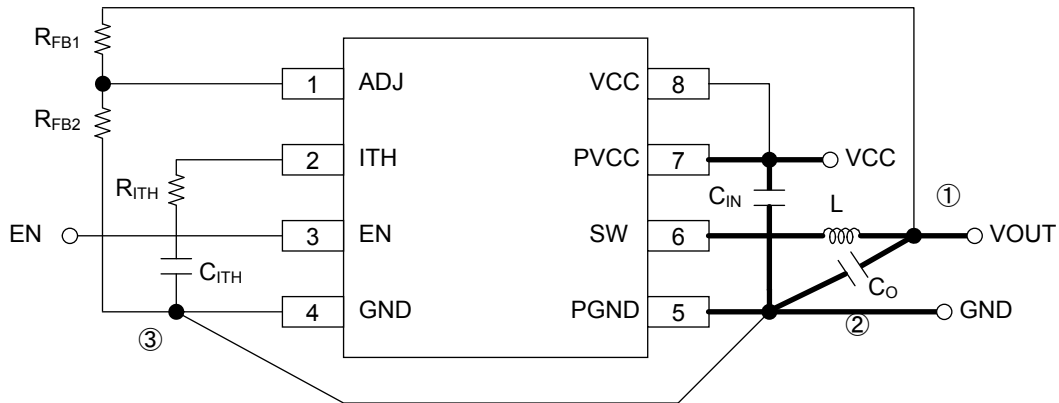 RFB1
1 ADJ VCC 8
RFB2
2 ITH PVCC 7 VCC
RITH CIN L ①
EN 3 EN SW 6 VOUT
CITH CO
4 GND PGND 5 GND
③ ②